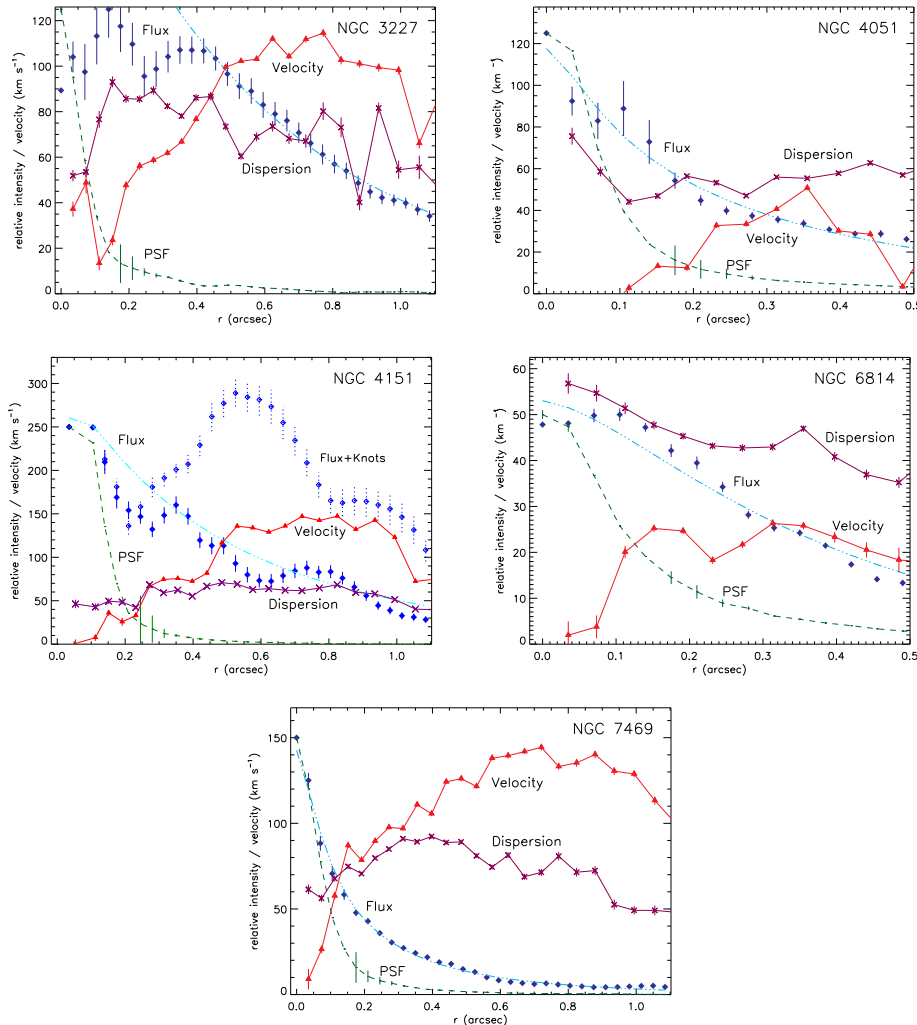 NGC 3227
Flux
Velocity
Dispersion
PSF
relative intensity / velocity (km s⁻¹)
0 20 40 60 80 100 120
0.0 0.2 0.4 0.6 0.8 1.0
r (arcsec)
NGC 4051
Flux
Dispersion
Velocity
PSF
relative intensity / velocity (km⁻)
0 20 40 60 80 100 120
0.0 0.1 0.2 0.3 0.4 0.5
r (arcsec)
NGC 4151
Flux
Flux+Knots
Velocity
PSF
Dispersion
relative intensity / velocity (km s⁻¹)
0 50 100 150 200 250 300
0.0 0.2 0.4 0.6 0.8 1.0
r (arcsec)
NGC 6814
Dispersion
Flux
Velocity
PSF
relative intensity / velocity (km⁻)
0 10 20 30 40 50 60
0.0 0.1 0.2 0.3 0.4 0.5
r (arcsec)
NGC 7469
Velocity
Dispersion
Flux
PSF
relative intensity / velocity (km s⁻¹)
0 50 100 150
0.0 0.2 0.4 0.6 0.8 1.0
r (arcsec)